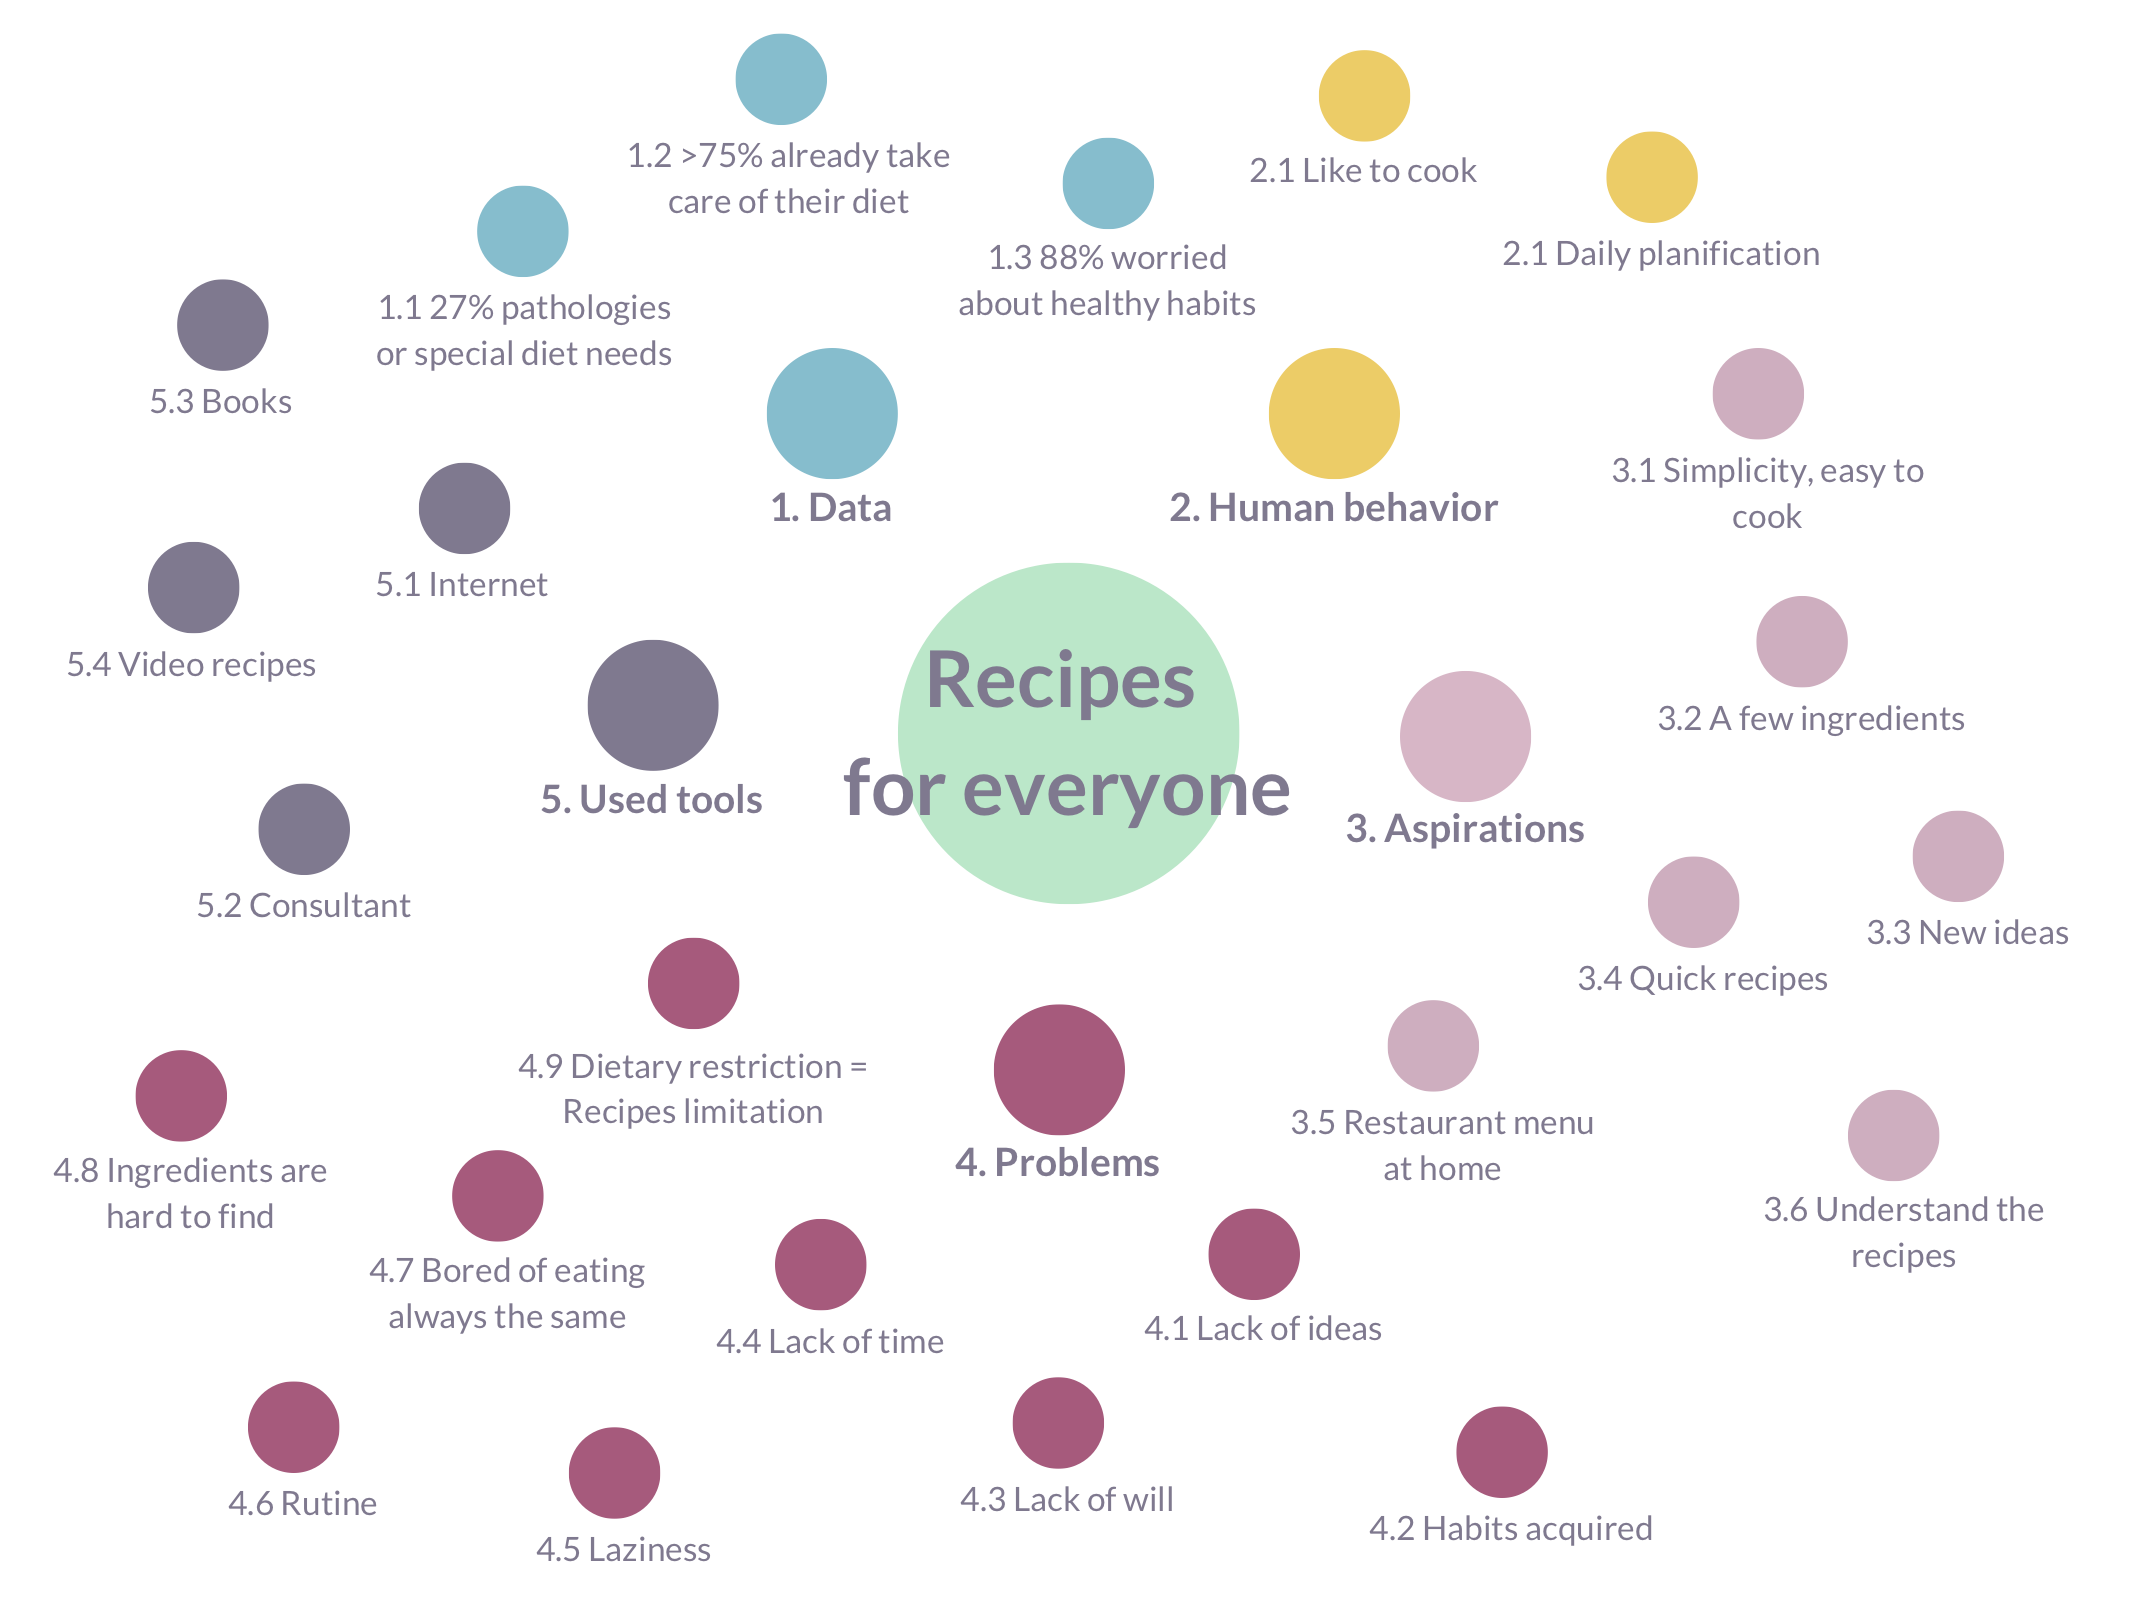 Recipes
for everyone
1. Data
1.1 27% pathologies
or special diet needs
1.2 >75% already take
care of their diet
1.3 88% worried
about healthy habits
2. Human behavior
2.1 Like to cook
2.1 Daily planification
3. Aspirations
3.1 Simplicity, easy to
cook
3.2 A few ingredients
3.3 New ideas
3.4 Quick recipes
3.5 Restaurant menu
at home
3.6 Understand the
recipes
4. Problems
4.1 Lack of ideas
4.2 Habits acquired
4.3 Lack of will
4.4 Lack of time
4.5 Laziness
4.6 Rutine
4.7 Bored of eating
always the same
4.8 Ingredients are
hard to find
4.9 Dietary restriction =
Recipes limitation
5. Used tools
5.1 Internet
5.2 Consultant
5.3 Books
5.4 Video recipes